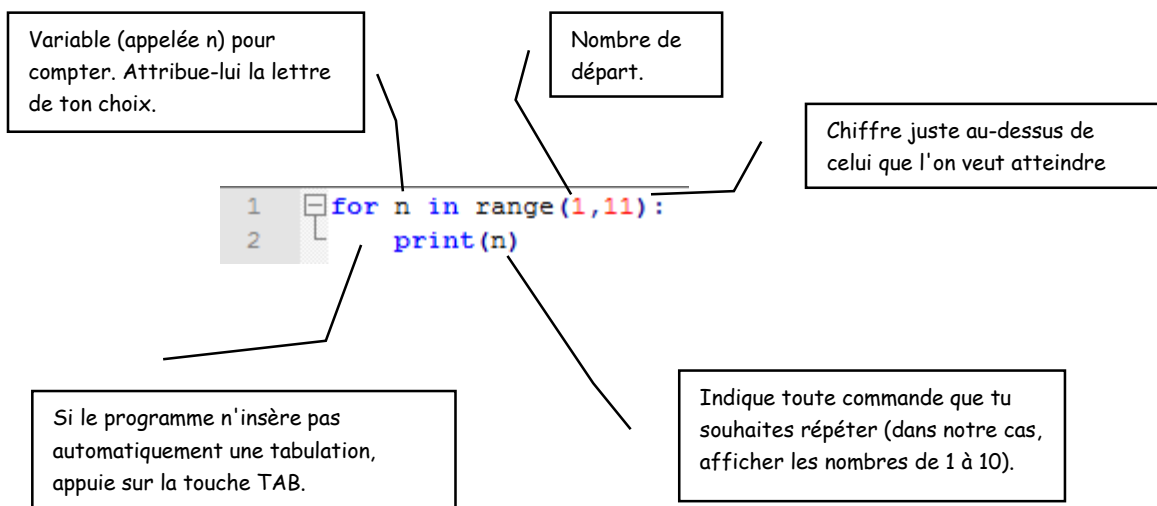 Variable (appelée n) pour
compter. Attribue-lui la lettre
de ton choix.
Nombre de
départ.
Chiffre juste au-dessus de
celui que l'on veut atteindre
1 for n in range(1,11):
2 print(n)
Si le programme n'insère pas
automatiquement une tabulation,
appuie sur la touche TAB.
Indique toute commande que tu
souhaites répéter (dans notre cas,
afficher les nombres de 1 à 10).